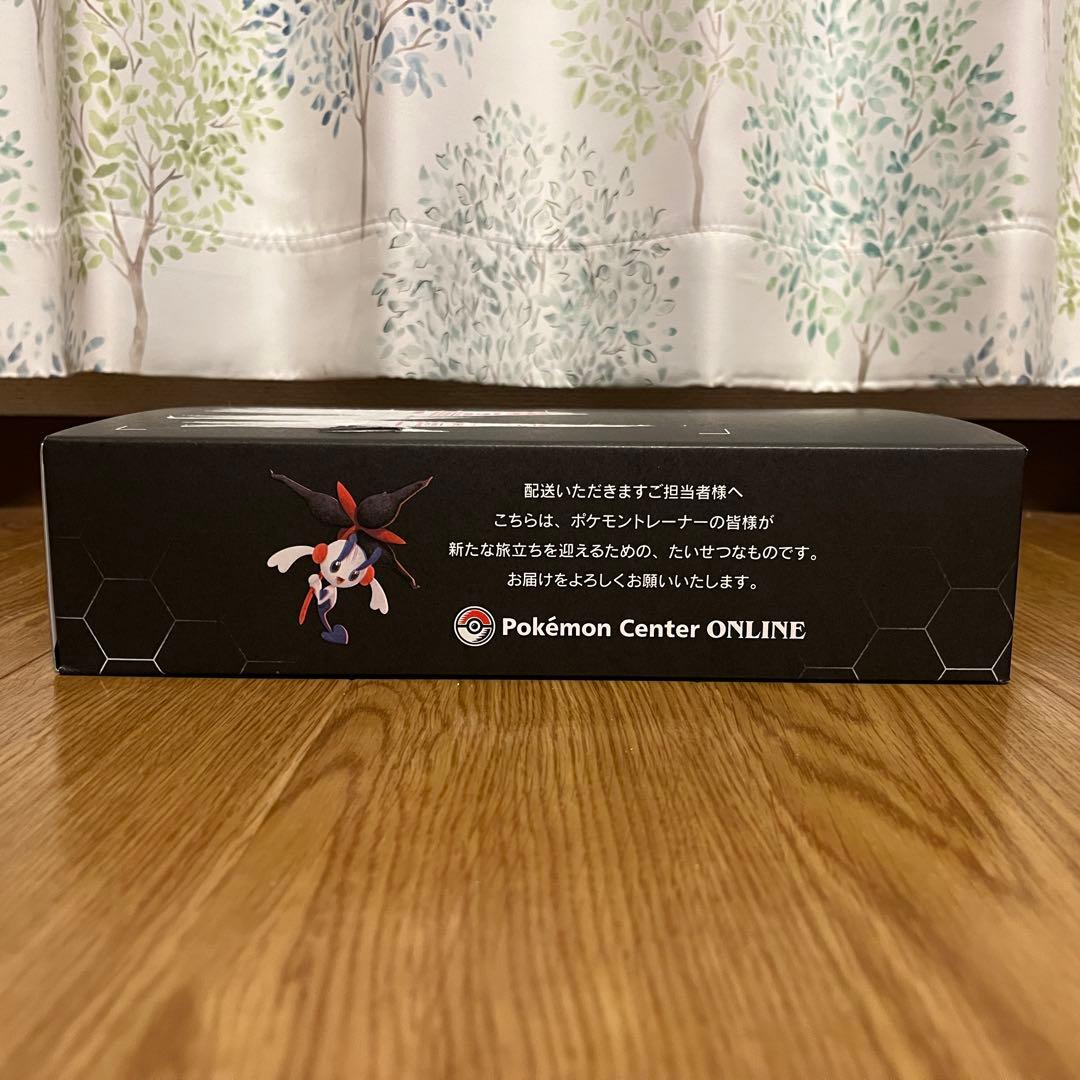 配送いただきますご担当者様へ
こちらは、ポケモントレーナーの皆様が
新たな旅立ちを迎えるための、たいせつなものです。
お届けをよろしくお願いいたします。
Pokémon Center ONLINE